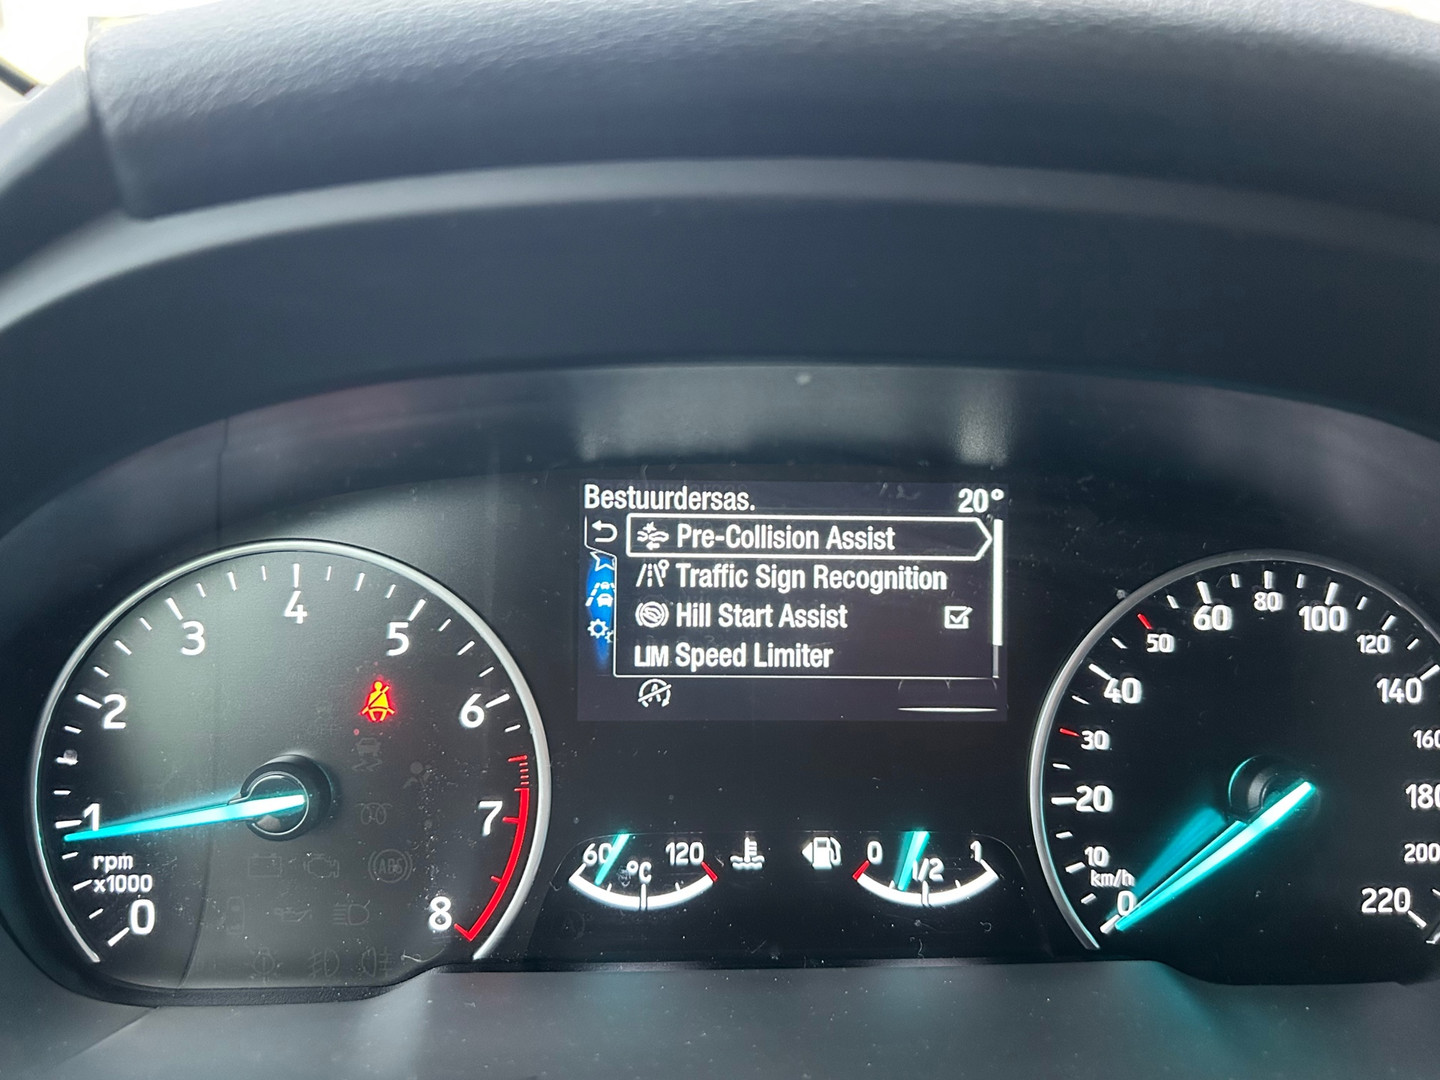 Bestuurdersas. 20°
Pre-Collision Assist
Traffic Sign Recognition
Hill Start Assist
LIM Speed Limiter
0
1
2
3
4
5
6
7
8
rpm
x1000
60 °C 120
0 1/2 1
0
10
20
30
40
50
60
80
100
120
140
160
180
200
220
km/h
ABS